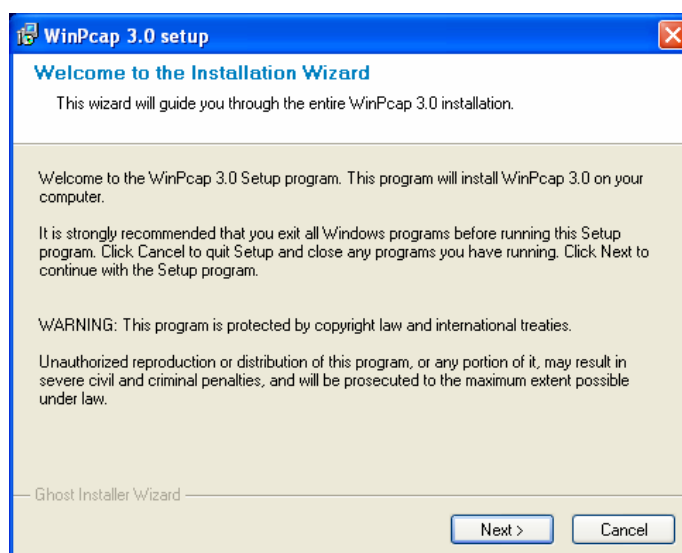 WinPcap 3.0 setup
Welcome to the Installation Wizard
This wizard will guide you through the entire WinPcap 3.0 installation.
Welcome to the WinPcap 3.0 Setup program. This program will install WinPcap 3.0 on your
computer.
It is strongly recommended that you exit all Windows programs before running this Setup
program. Click Cancel to quit Setup and close any programs you have running. Click Next to
continue with the Setup program.
WARNING: This program is protected by copyright law and international treaties.
Unauthorized reproduction or distribution of this program, or any portion of it, may result in
severe civil and criminal penalties, and will be prosecuted to the maximum extent possible
under law.
Ghost Installer Wizard
Next >
Cancel